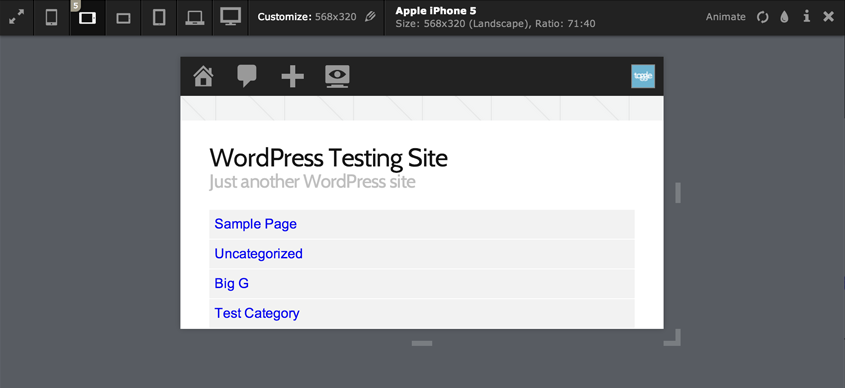 5
Customize: 568x320
Apple iPhone 5
Size: 568x320 (Landscape), Ratio: 71:40
Animate
toggle
WordPress Testing Site
Just another WordPress site
Sample Page
Uncategorized
Big G
Test Category